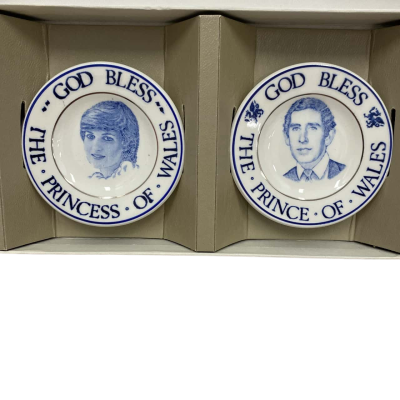 GOD BLESS
THE · PRINCESS · OF · WALES
GOD BLESS
THE · PRINCE · OF · WALES